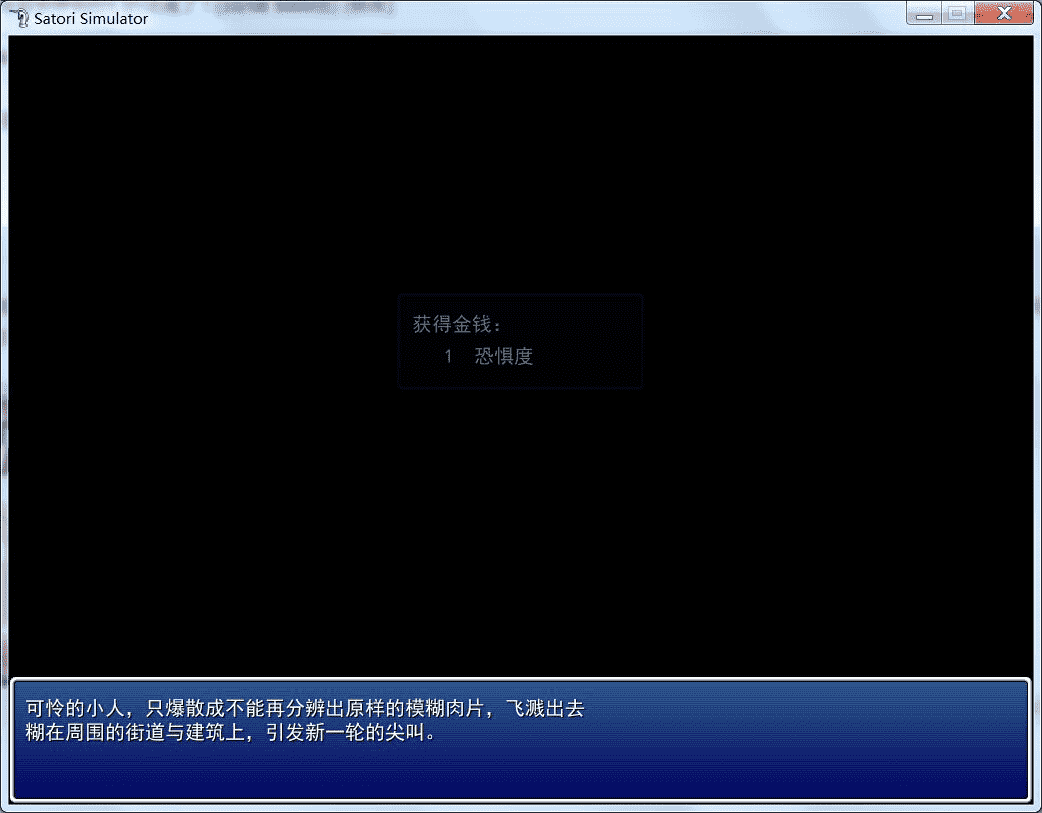 Satori Simulator
获得金钱：
1 恐惧度
可怜的小人，只爆散成不能再分辨出原样的模糊肉片，飞溅出去
糊在周围的街道与建筑上，引发新一轮的尖叫。